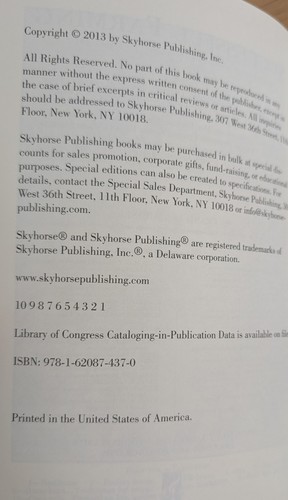 Copyright © 2013 by Skyhorse Publishing, Inc.
All Rights Reserved. No part of this book may be reproduced in any
manner without the express written consent of the publisher, except in
the case of brief excerpts in critical reviews or articles. All inquiries
should be addressed to Skyhorse Publishing, 307 West 36th Street, 11th
Floor, New York, NY 10018.
Skyhorse Publishing books may be purchased in bulk at special dis-
counts for sales promotion, corporate gifts, fund-raising, or educational
purposes. Special editions can also be created to specifications. For
details, contact the Special Sales Department, Skyhorse Publishing,
West 36th Street, 11th Floor, New York, NY 10018 or info@skyhorse-
publishing.com.
Skyhorse® and Skyhorse Publishing® are registered trademarks of
Skyhorse Publishing, Inc.®, a Delaware corporation.
www.skyhorsepublishing.com
10 9 8 7 6 5 4 3 2 1
Library of Congress Cataloging-in-Publication Data is available on
ISBN: 978-1-62087-437-0
Printed in the United States of America.